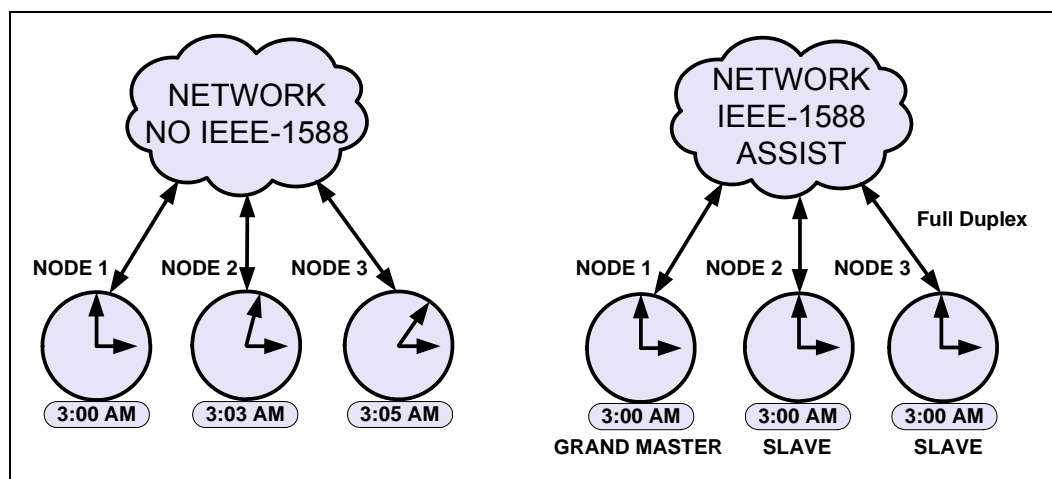 NETWORK
NO IEEE-1588
NODE 1
NODE 2
NODE 3
3:00 AM
3:03 AM
3:05 AM
NETWORK
IEEE-1588
ASSIST
Full Duplex
NODE 1
NODE 2
NODE 3
3:00 AM
3:00 AM
3:00 AM
GRAND MASTER
SLAVE
SLAVE